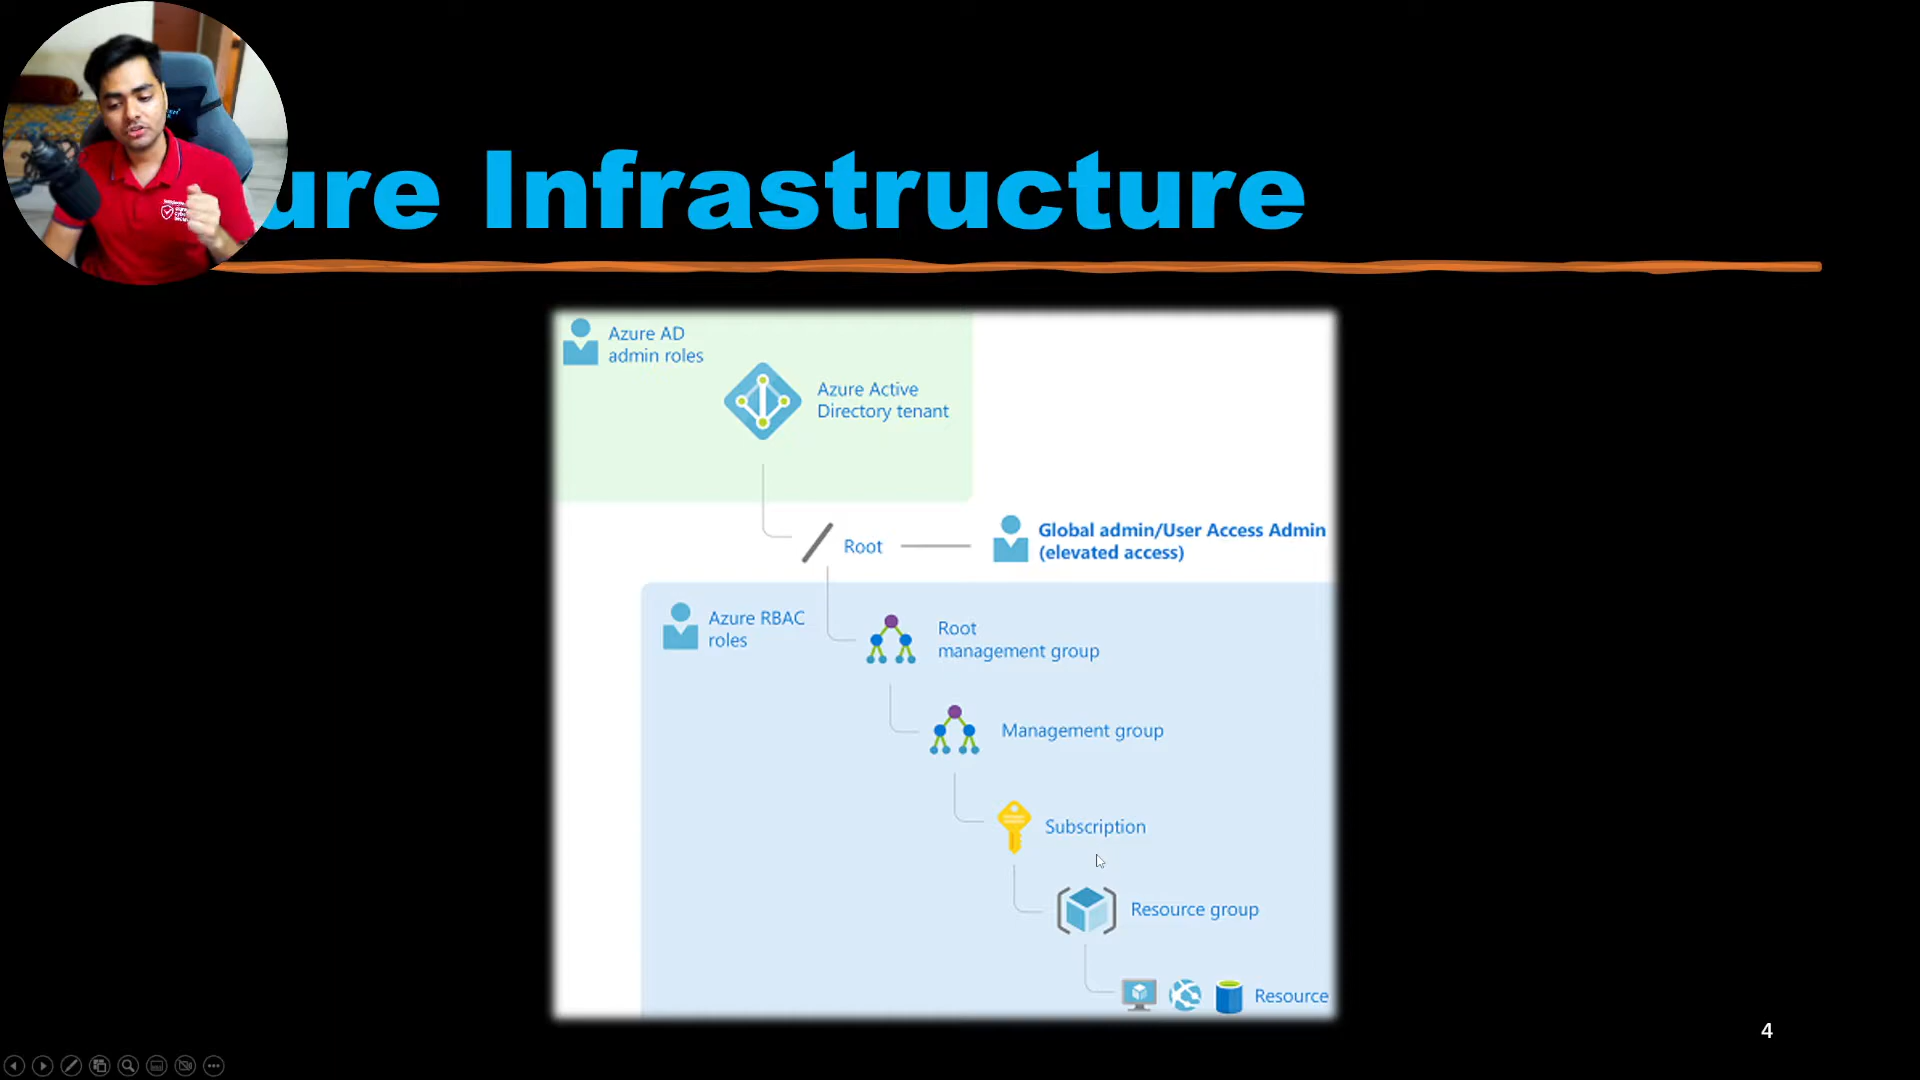 ure Infrastructure
Azure AD
admin roles
Azure Active
Directory tenant
Root
Global admin/User Access Admin
(elevated access)
Azure RBAC
roles
Root
management group
Management group
Subscription
Resource group
Resource
4